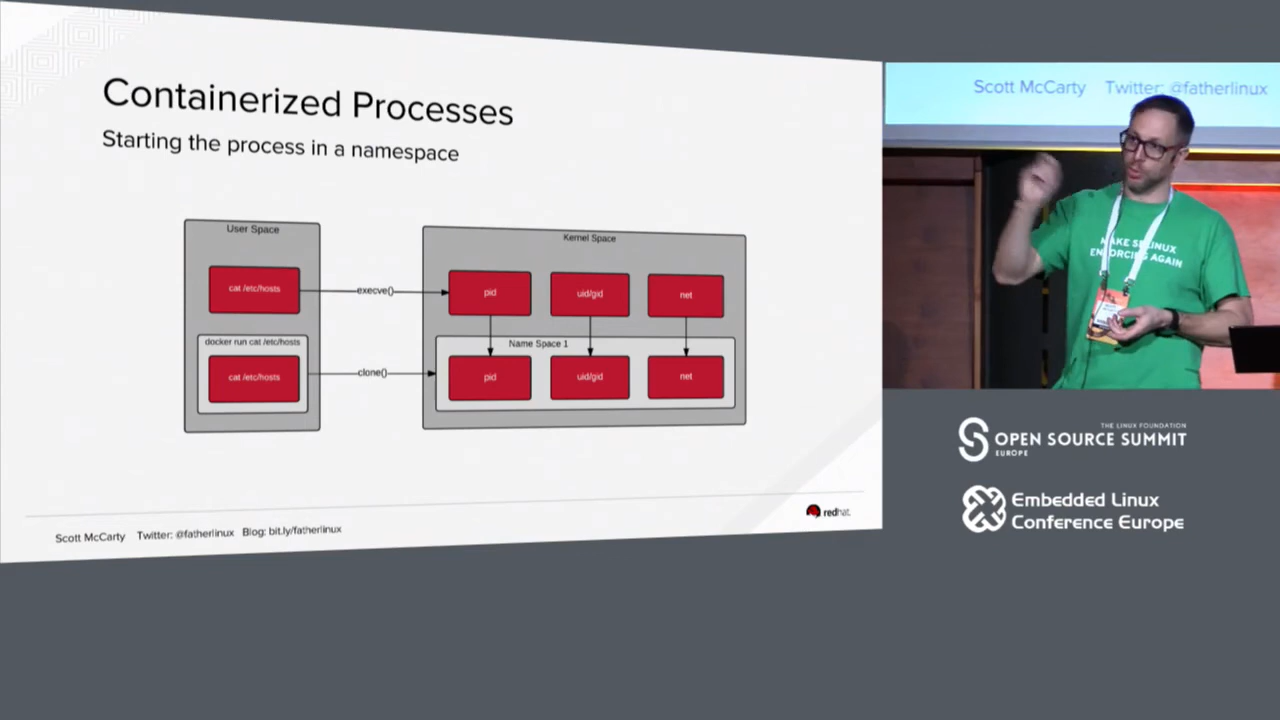 Containerized Processes
Starting the process in a namespace
User Space
cat /etc/hosts
docker run cat /etc/hosts
cat /etc/hosts
execve()
clone()
Kernel Space
pid
uid/gid
net
Name Space 1
pid
uid/gid
net
Scott McCarty Twitter: @fatherlinux Blog: bit.ly/fatherlinux
redhat.
Scott McCarty Twitter: @fatherlinux
MAKE SELINUX
ENFORCING AGAIN
THE LINUX FOUNDATION
OPEN SOURCE SUMMIT
EUROPE
Embedded Linux
Conference Europe